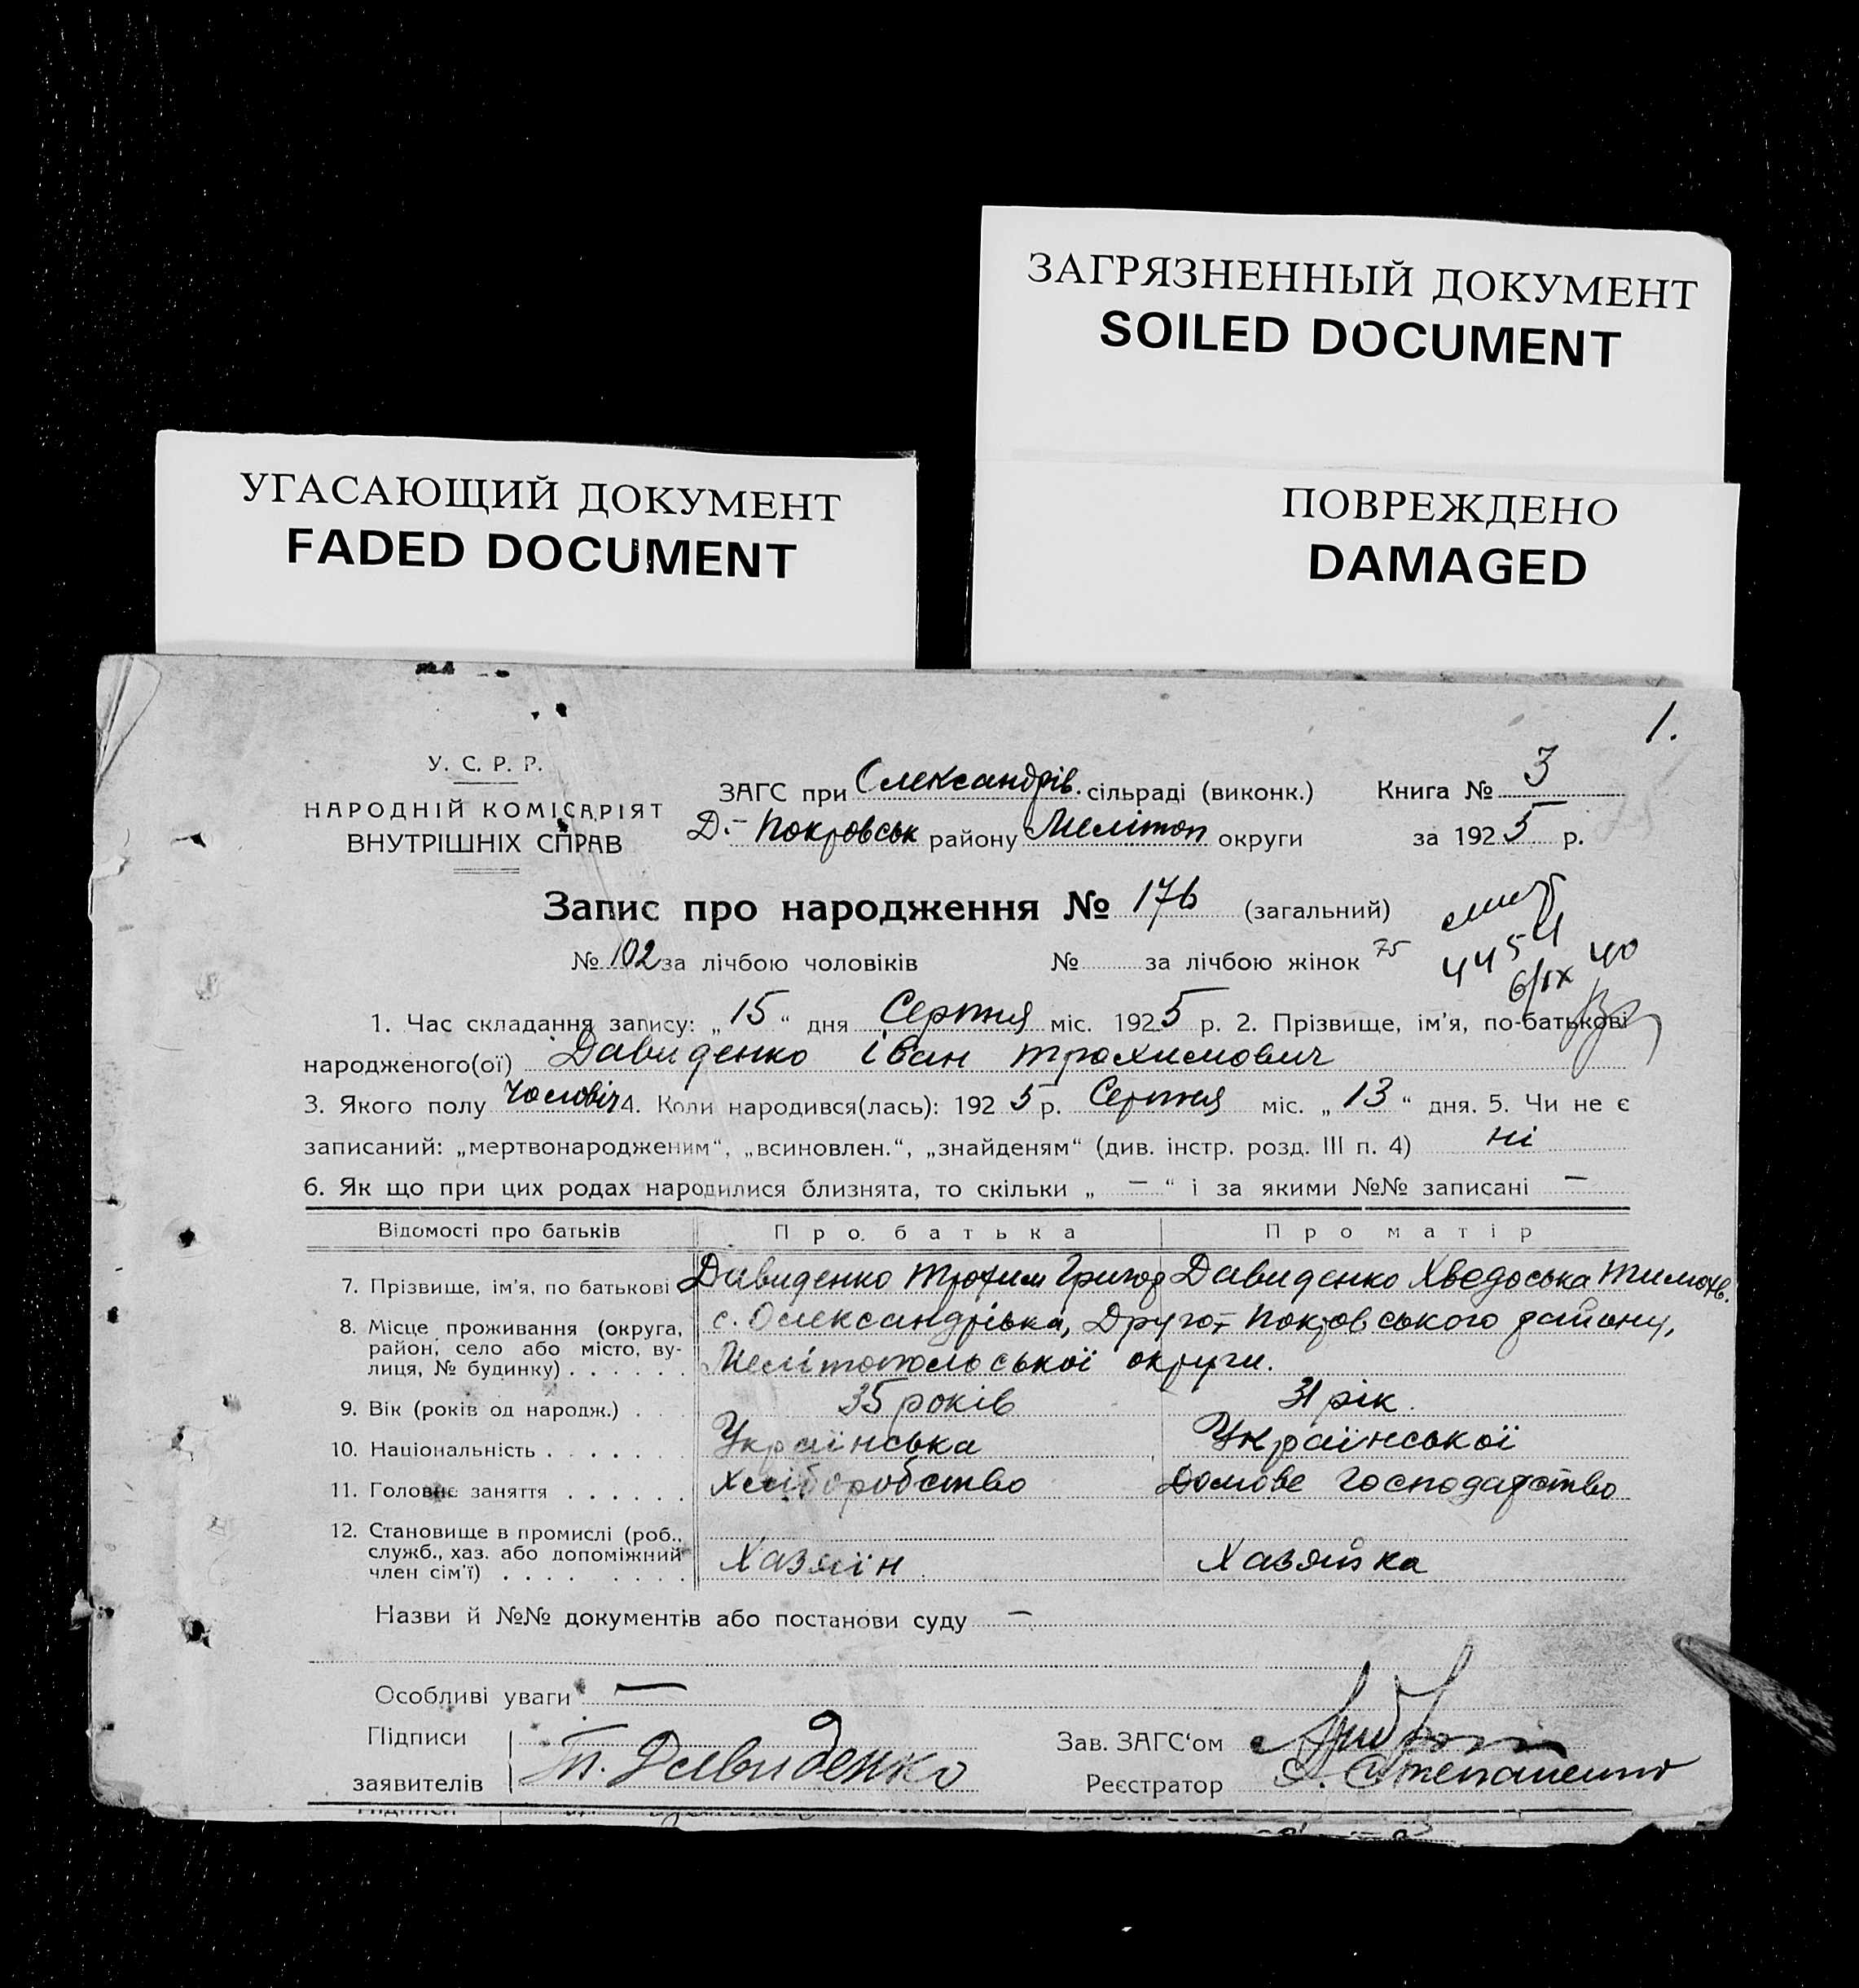 ЗАГРЯЗНЕННЫЙ ДОКУМЕНТ
SOILED DOCUMENT
УГАСАЮЩИЙ ДОКУМЕНТ
FADED DOCUMENT
ПОВРЕЖДЕНО
DAMAGED
1.
У. С. Р. Р.
НАРОДНІЙ КОМІСАРІЯТ
ВНУТРІШНІХ СПРАВ
ЗАГС при Олександрів. сільраді (виконк.) Книга № 3
Д.- Покровськ району Мелітоп округи за 1925 р.
Запис про народження № 176 (загальний)
№ 102 за лічбою чоловіків № за лічбою жінок 75
1. Час складання запису: „15“ дня Серпня міс. 1925 р. 2. Прізвище, ім'я, по-батькові
народженого(ої) Давиденко Іван Трохимович
3. Якого полу Чоловіч 4. Коли народився(лась): 1925 р. Серпня міс. „13“ дня. 5. Чи не є
записаний: „мертвонародженим“, „всиновлен.“, „знайденям“ (див. інстр. розд. III п. 4) ні
6. Як що при цих родах народилися близнята, то скільки „ — “ і за якими №№ записані —
Відомості про батьків Про батька Про матір
7. Прізвище, ім'я, по батькові Давиденко Трохим Григор Давиденко Хведоська Тимохв.
8. Місце проживання (округа, район, село або місто, вулиця, № будинку) . . . . . . с. Олександрівка, Друго-Покровського району,
Мелітопольської округи.
9. Вік (років од народж.) . . . 35 років 31 рік.
10. Національність . . . . . . Українська Української
11. Головне заняття . . . . . . Хліборобство Домове господарство
12. Становище в промислі (роб., служб., хаз. або допоміжний член сім'ї) . . . . . . . . . Хазяїн Хазяйка
Назви й №№ документів або постанови суду —
Особливі уваги —
Підписи
заявителів Т. Давиденко
Зав. ЗАГС'ом
Реєстратор Степаненко